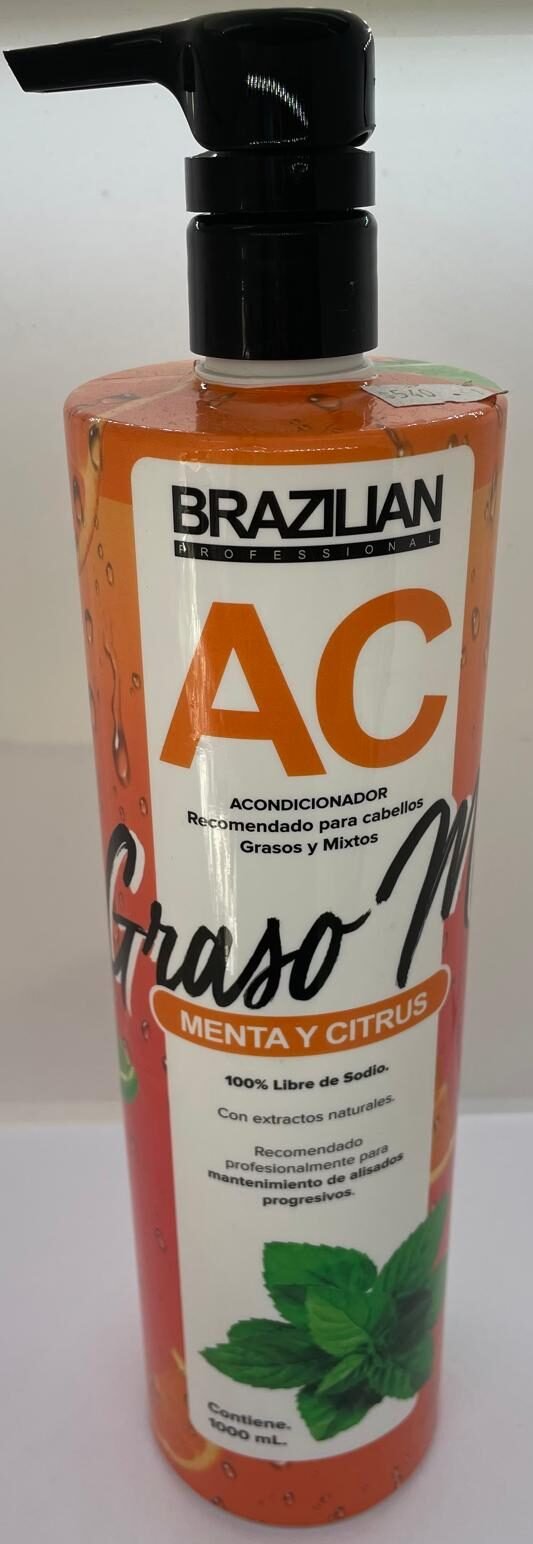 $540
BRAZILIAN
PROFESSIONAL
AC
ACONDICIONADOR
Recomendado para cabellos
Grasos y Mixtos
Graso M
MENTA Y CITRUS
100% Libre de Sodio.
Con extractos naturales.
Recomendado
profesionalmente para
mantenimiento de alisados
progresivos.
Contiene.
1000 mL.